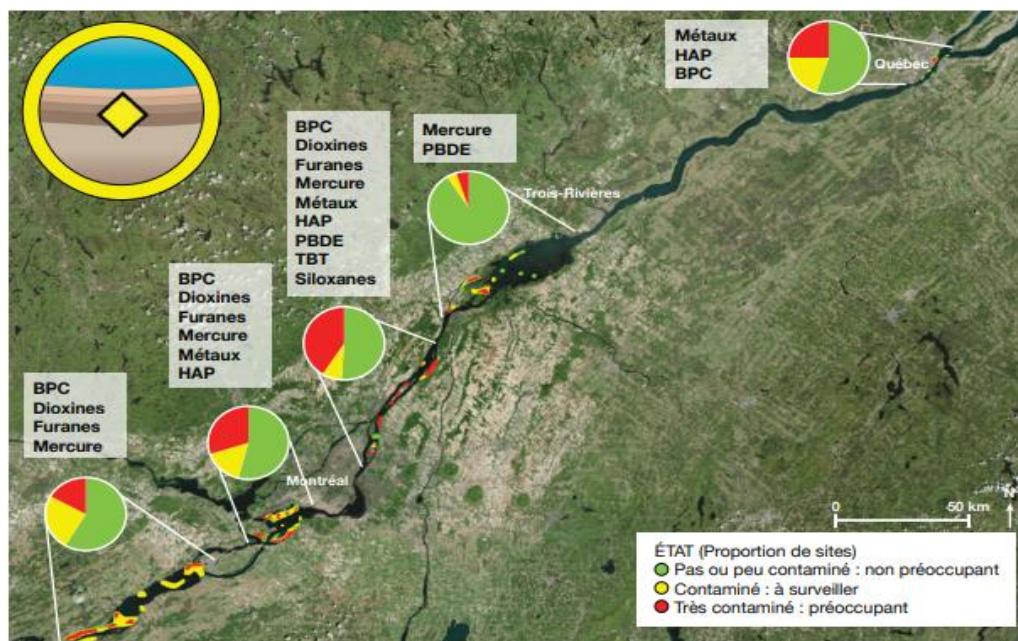 Métaux
HAP
BPC
Québec
BPC
Dioxines
Furanes
Mercure
Métaux
HAP
PBDE
TBT
Siloxanes
Mercure
PBDE
Trois-Rivières
BPC
Dioxines
Furanes
Mercure
Métaux
HAP
BPC
Dioxines
Furanes
Mercure
Montréal
0 50 km
N
ÉTAT (Proportion de sites)
Pas ou peu contaminé : non préoccupant
Contaminé : à surveiller
Très contaminé : préoccupant